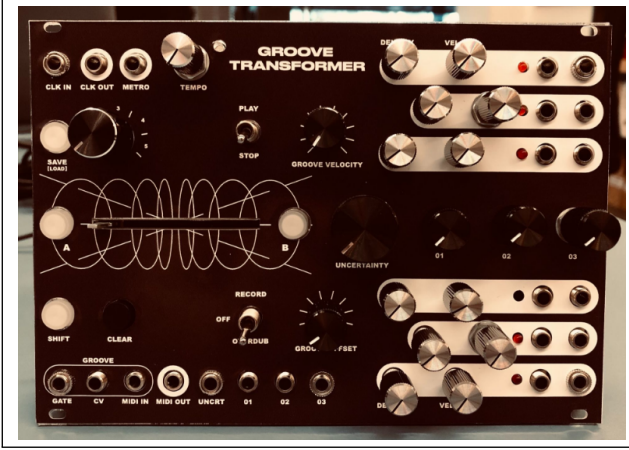 GROOVE
TRANSFORMER
CLK IN CLK OUT METRO
TEMPO
3
4
5
SAVE
[LOAD]
PLAY
STOP
GROOVE VELOCITY
A
B
UNCERTAINTY
01 02 03
RECORD
OFF
OVERDUB
SHIFT
CLEAR
GROOVE
GATE CV MIDI IN MIDI OUT UNCRT 01 02 03